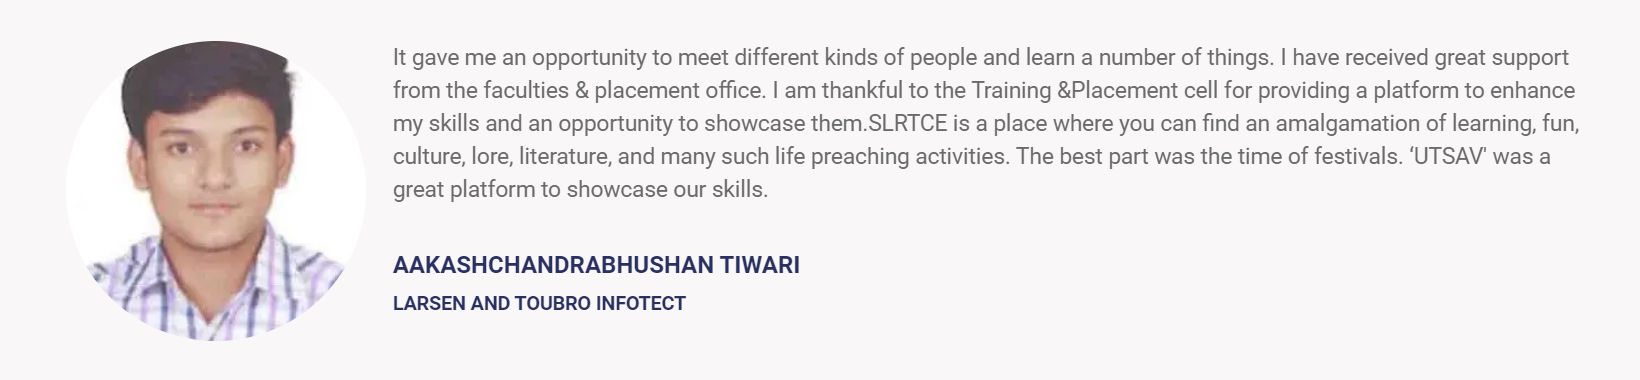 It gave me an opportunity to meet different kinds of people and learn a number of things. I have received great support
from the faculties & placement office. I am thankful to the Training &Placement cell for providing a platform to enhance
my skills and an opportunity to showcase them.SLRTCE is a place where you can find an amalgamation of learning, fun,
culture, lore, literature, and many such life preaching activities. The best part was the time of festivals. ‘UTSAV' was a
great platform to showcase our skills.
AAKASHCHANDRABHUSHAN TIWARI
LARSEN AND TOUBRO INFOTECT